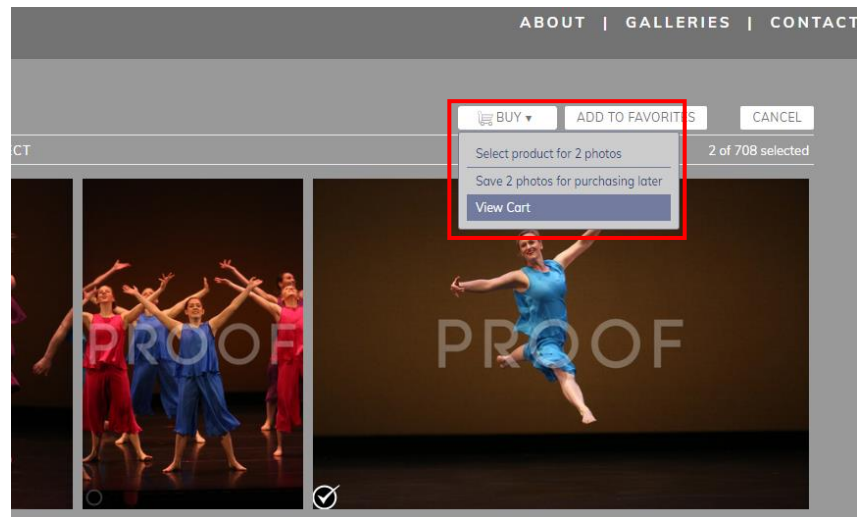 ABOUT | GALLERIES | CONTACT
BUY ▾ ADD TO FAVORITES CANCEL
CT 2 of 708 selected
Select product for 2 photos
Save 2 photos for purchasing later
View Cart
PROOF PROOF